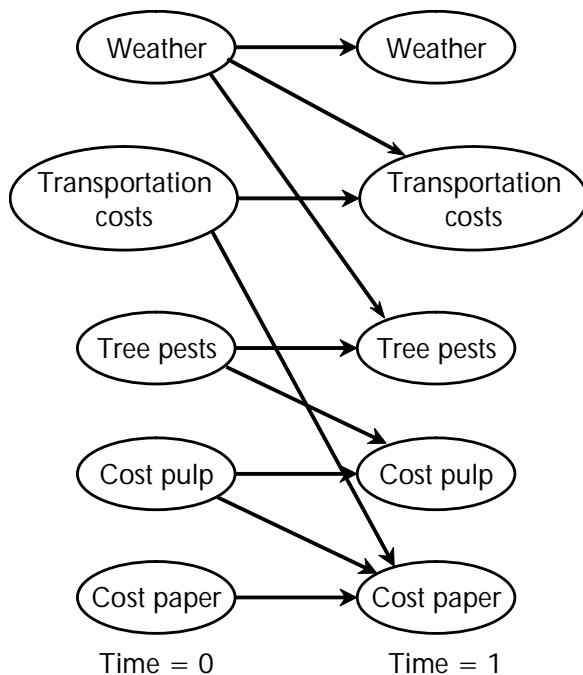 Weather
Weather
Transportation
costs
Transportation
costs
Tree pests
Tree pests
Cost pulp
Cost pulp
Cost paper
Cost paper
Time = 0
Time = 1